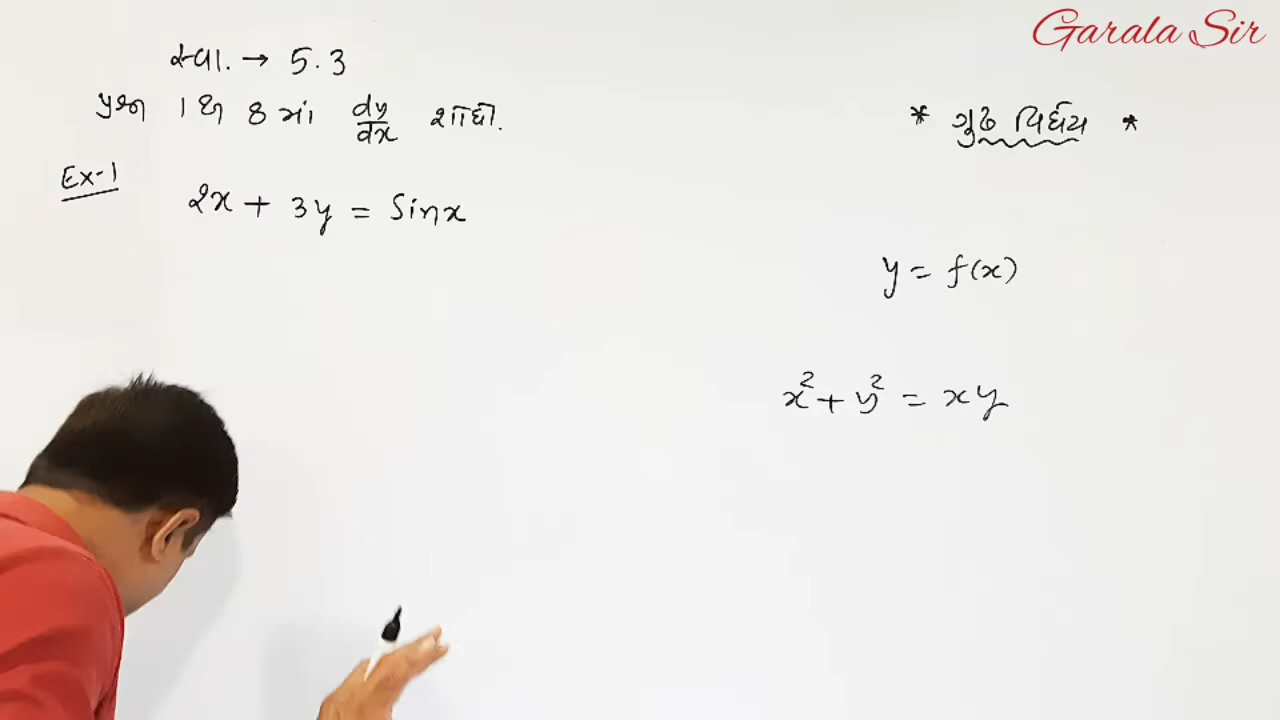 Garala Sir
સ્વા. → 5.3
પ્રશ્ન 1 થી 8 માં dy/dx શોધો.
* ગૂઢ વિધેય *
Ex-1
2x + 3y = Sinx
y = f(x)
x² + y² = xy